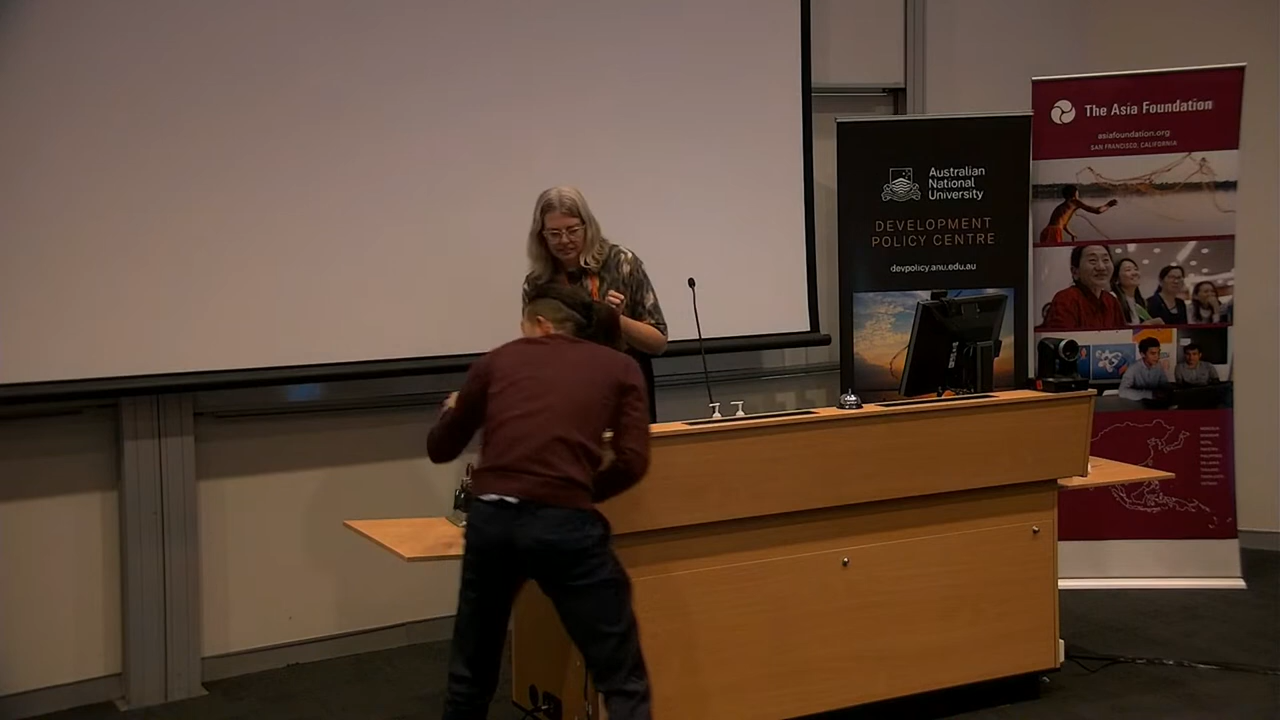 Australian
National
University
DEVELOPMENT
POLICY CENTRE
devpolicy.anu.edu.au
The Asia Foundation
asiafoundation.org
SAN FRANCISCO, CALIFORNIA